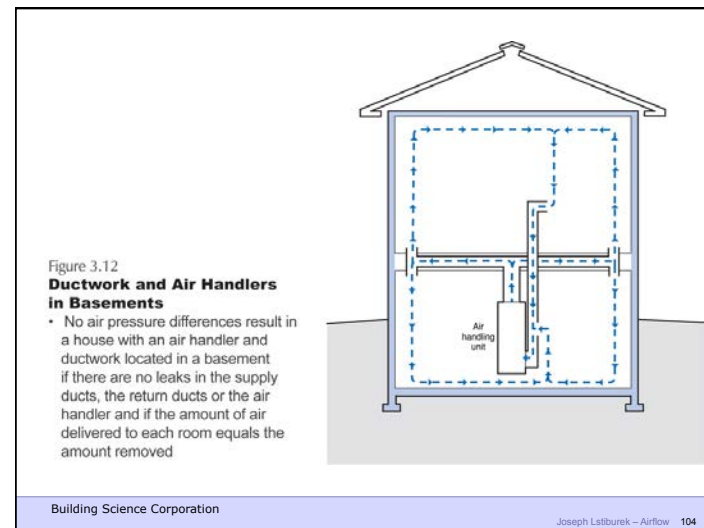 Figure 3.12
Ductwork and Air Handlers
in Basements
• No air pressure differences result in
a house with an air handler and
ductwork located in a basement
if there are no leaks in the supply
ducts, the return ducts or the air
handler and if the amount of air
delivered to each room equals the
amount removed
Air
handling
unit
Building Science Corporation
Joseph Lstiburek – Airflow 104